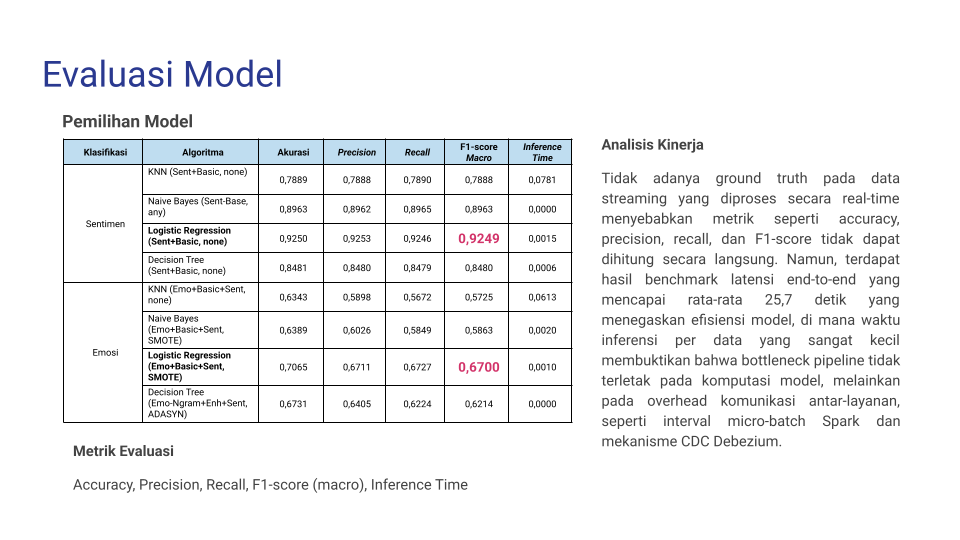 Evaluasi Model
Pemilihan Model
Klasifikasi Algoritma Akurasi Precision Recall F1-score Macro Inference Time
Sentimen
KNN (Sent+Basic, none) 0,7889 0,7888 0,7890 0,7888 0,0781
Naive Bayes (Sent-Base, any) 0,8963 0,8962 0,8965 0,8963 0,0000
Logistic Regression (Sent+Basic, none) 0,9250 0,9253 0,9246 0,9249 0,0015
Decision Tree (Sent+Basic, none) 0,8481 0,8480 0,8479 0,8480 0,0006
Emosi
KNN (Emo+Basic+Sent, none) 0,6343 0,5898 0,5672 0,5725 0,0613
Naive Bayes (Emo+Basic+Sent, SMOTE) 0,6389 0,6026 0,5849 0,5863 0,0020
Logistic Regression (Emo+Basic+Sent, SMOTE) 0,7065 0,6711 0,6727 0,6700 0,0010
Decision Tree (Emo-Ngram+Enh+Sent, ADASYN) 0,6731 0,6405 0,6224 0,6214 0,0000
Metrik Evaluasi
Accuracy, Precision, Recall, F1-score (macro), Inference Time
Analisis Kinerja
Tidak adanya ground truth pada data
streaming yang diproses secara real-time
menyebabkan metrik seperti accuracy,
precision, recall, dan F1-score tidak dapat
dihitung secara langsung. Namun, terdapat
hasil benchmark latensi end-to-end yang
mencapai rata-rata 25,7 detik yang
menegaskan efisiensi model, di mana waktu
inferensi per data yang sangat kecil
membuktikan bahwa bottleneck pipeline tidak
terletak pada komputasi model, melainkan
pada overhead komunikasi antar-layanan,
seperti interval micro-batch Spark dan
mekanisme CDC Debezium.